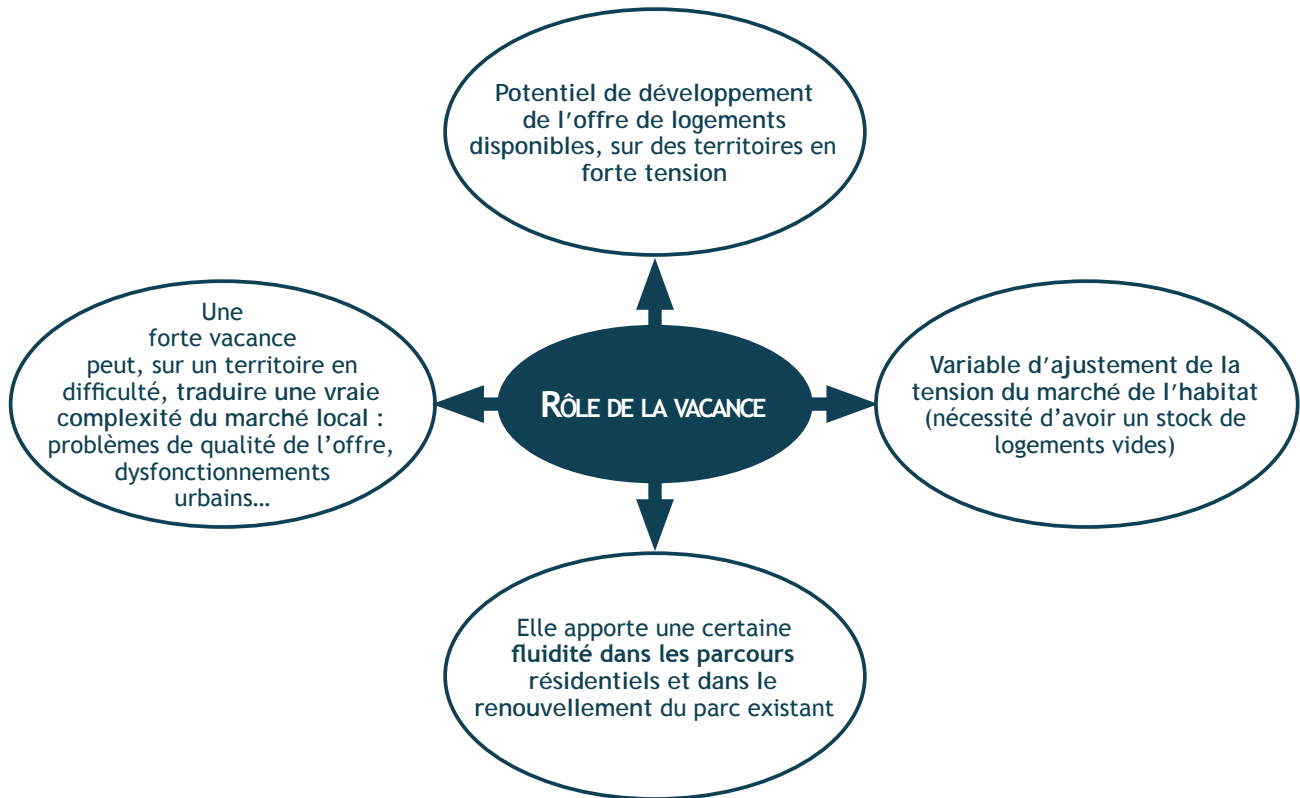 Potentiel de développement
de l'offre de logements
disponibles, sur des territoires en
forte tension
Une
forte vacance
peut, sur un territoire en
difficulté, traduire une vraie
complexité du marché local :
problèmes de qualité de l'offre,
dysfonctionnements
urbains...
RÔLE DE LA VACANCE
Variable d'ajustement de la
tension du marché de l'habitat
(nécessité d'avoir un stock de
logements vides)
Elle apporte une certaine
fluidité dans les parcours
résidentiels et dans le
renouvellement du parc existant